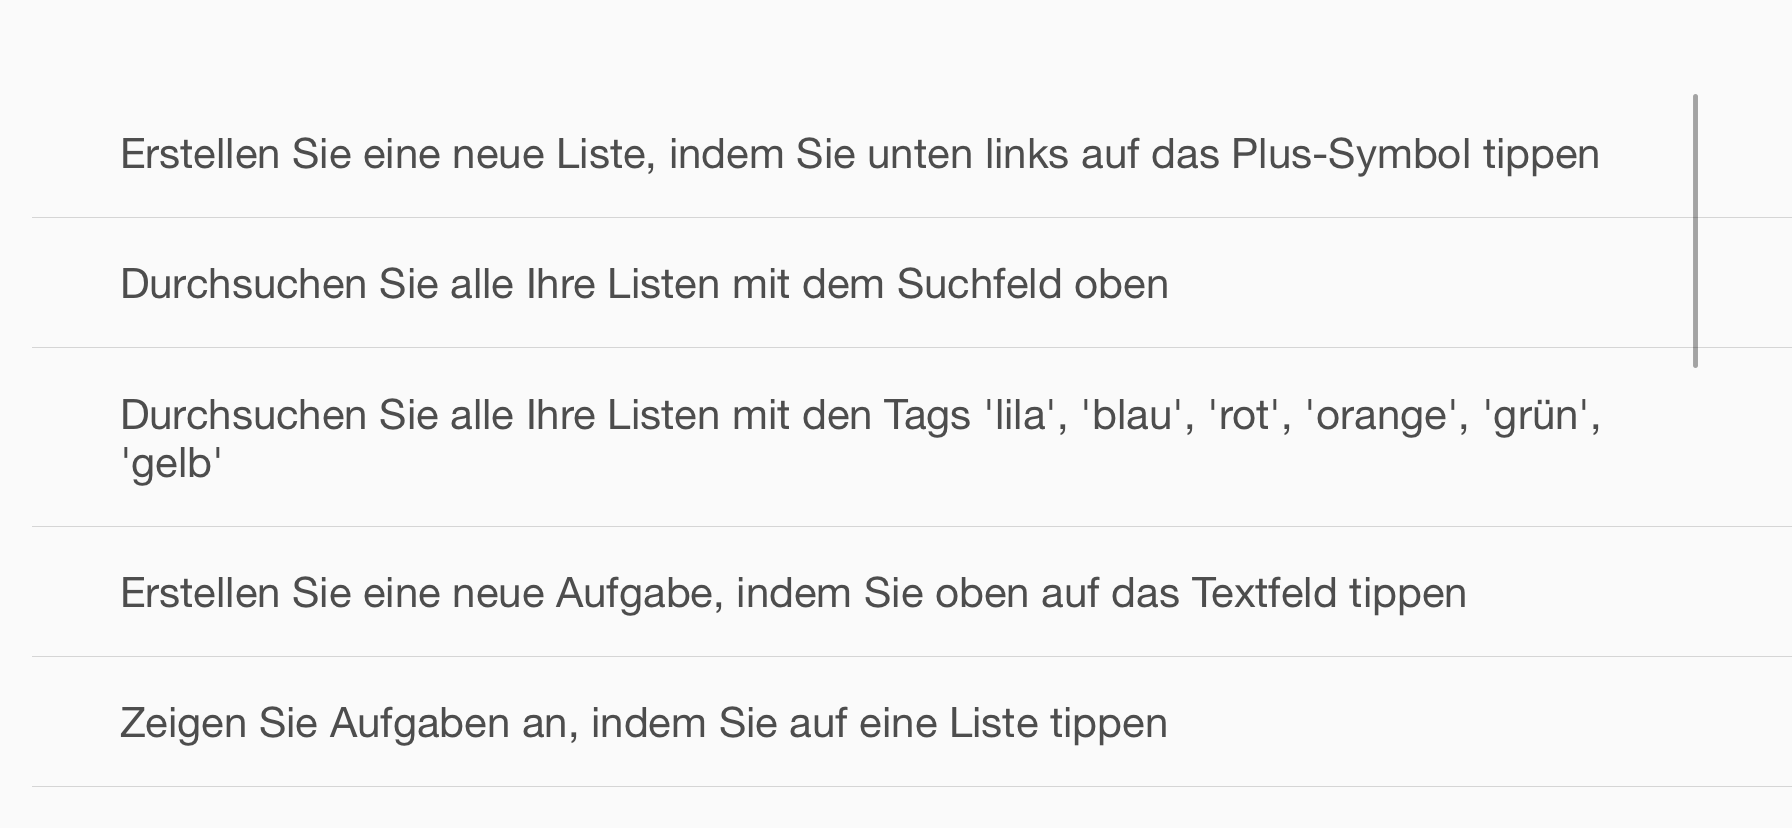 Erstellen Sie eine neue Liste, indem Sie unten links auf das Plus-Symbol tippen
Durchsuchen Sie alle Ihre Listen mit dem Suchfeld oben
Durchsuchen Sie alle Ihre Listen mit den Tags 'lila', 'blau', 'rot', 'orange', 'grün',
'gelb'
Erstellen Sie eine neue Aufgabe, indem Sie oben auf das Textfeld tippen
Zeigen Sie Aufgaben an, indem Sie auf eine Liste tippen